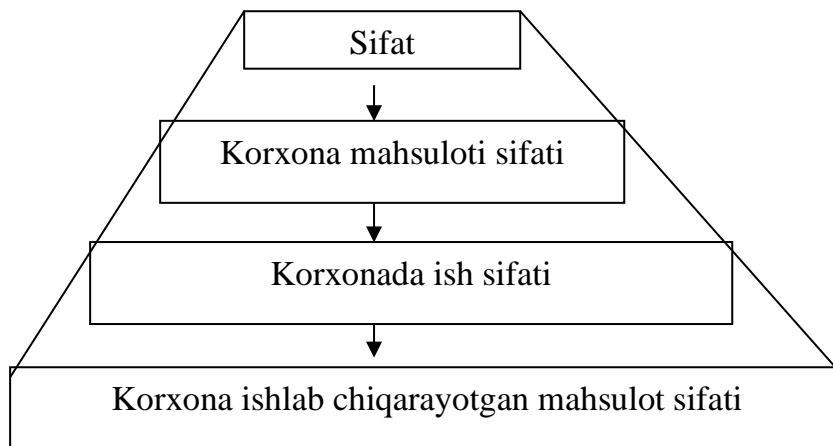 Sifat
Korxona mahsuloti sifati
Korxonada ish sifati
Korxona ishlab chiqarayotgan mahsulot sifati